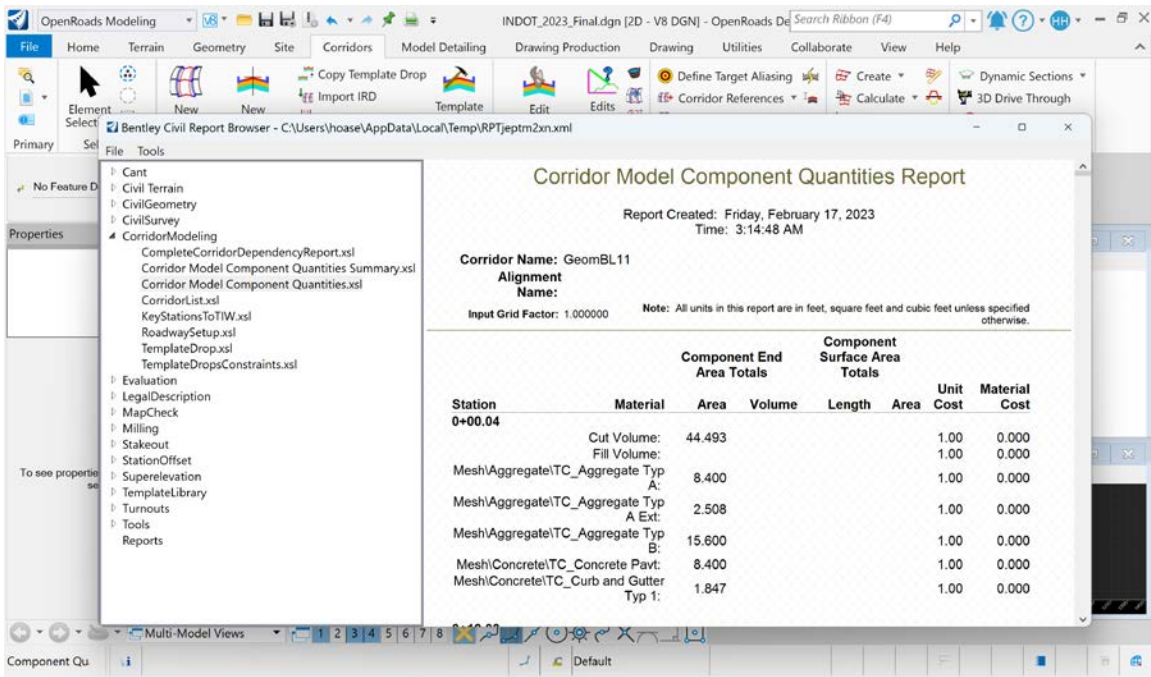 OpenRoads Modeling
INDOT_2023_Final.dgn [2D - V8 DGN] - OpenRoads De
Search Ribbon (F4)
HH
File Home Terrain Geometry Site Corridors Model Detailing Drawing Production Drawing Utilities Collaborate View Help
Copy Template Drop
Define Target Aliasing
Create
Dynamic Sections
Import IRD
Corridor References
Calculate
3D Drive Through
Element
New
New
Template
Edit
Edits
Select
Primary
Sel
Bentley Civil Report Browser - C:\Users\hoase\AppData\Local\Temp\RPTjeptm2xn.xml
File Tools
No Feature D
Properties
To see propertie
se
Cant
Civil Terrain
CivilGeometry
CivilSurvey
CorridorModeling
CompleteCorridorDependencyReport.xsl
Corridor Model Component Quantities Summary.xsl
Corridor Model Component Quantities.xsl
CorridorList.xsl
KeyStationsToTIW.xsl
RoadwaySetup.xsl
TemplateDrop.xsl
TemplateDropsConstraints.xsl
Evaluation
LegalDescription
MapCheck
Milling
Stakeout
StationOffset
Superelevation
TemplateLibrary
Turnouts
Tools
Reports
Corridor Model Component Quantities Report
Report Created: Friday, February 17, 2023
Time: 3:14:48 AM
Corridor Name: GeomBL11
Alignment
Name:
Input Grid Factor: 1.000000
Note: All units in this report are in feet, square feet and cubic feet unless specified
otherwise.
Component End
Area Totals
Component
Surface Area
Totals
Station Material Area Volume Length Area Unit Cost Material Cost
0+00.04
Cut Volume: 44.493 1.00 0.000
Fill Volume: 1.00 0.000
Mesh\Aggregate\TC_Aggregate Typ
A: 8.400 1.00 0.000
Mesh\Aggregate\TC_Aggregate Typ
A Ext: 2.508 1.00 0.000
Mesh\Aggregate\TC_Aggregate Typ
B: 15.600 1.00 0.000
Mesh\Concrete\TC_Concrete Pavt: 8.400 1.00 0.000
Mesh\Concrete\TC_Curb and Gutter
Typ 1: 1.847 1.00 0.000
Multi-Model Views
1 2 3 4 5 6 7 8
Component Qu
Default